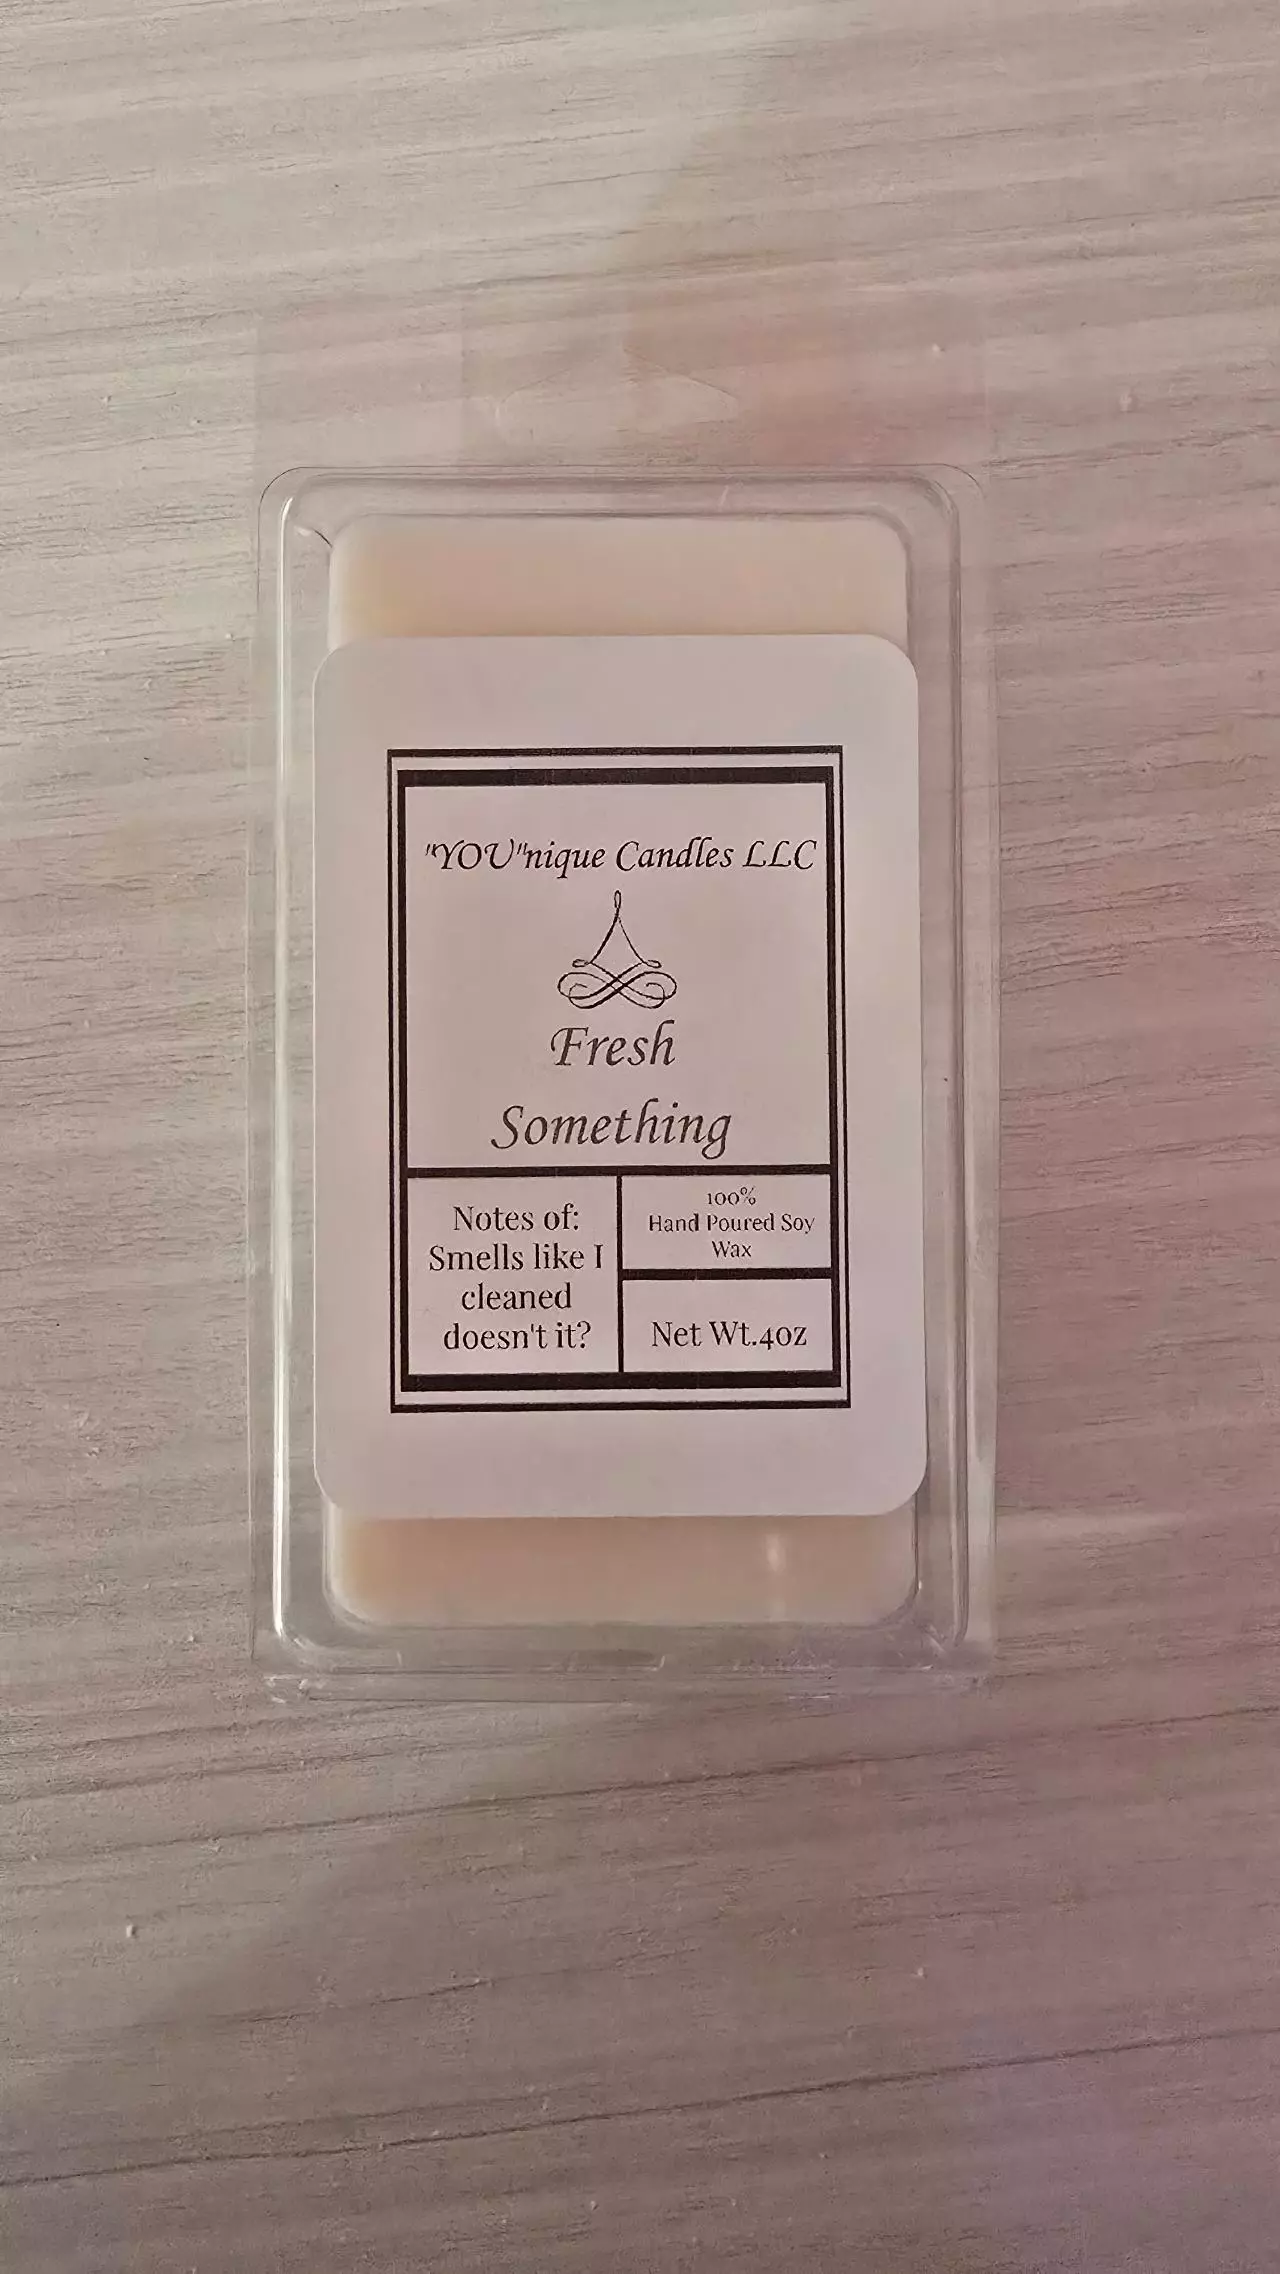 "YOU"nique Candles LLC
Fresh
Something
Notes of:
Smells like I
cleaned
doesn't it?
100%
Hand Poured Soy
Wax
Net Wt.4oz